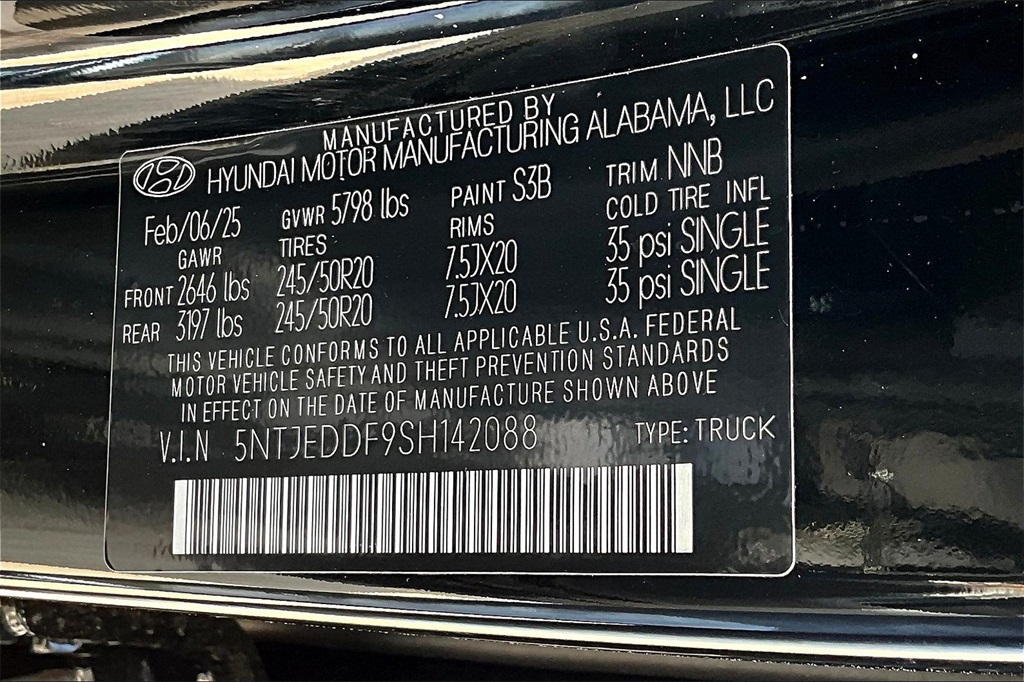 MANUFACTURED BY
HYUNDAI MOTOR MANUFACTURING ALABAMA, LLC
Feb/06/25 GVWR 5798 lbs PAINT S3B TRIM NNB
GAWR TIRES RIMS COLD TIRE INFL
FRONT 2646 lbs 245/50R20 7.5JX20 35 psi SINGLE
REAR 3197 lbs 245/50R20 7.5JX20 35 psi SINGLE
THIS VEHICLE CONFORMS TO ALL APPLICABLE U.S.A. FEDERAL
MOTOR VEHICLE SAFETY AND THEFT PREVENTION STANDARDS
IN EFFECT ON THE DATE OF MANUFACTURE SHOWN ABOVE
V.I.N 5NTJEDDF9SH142088 TYPE: TRUCK